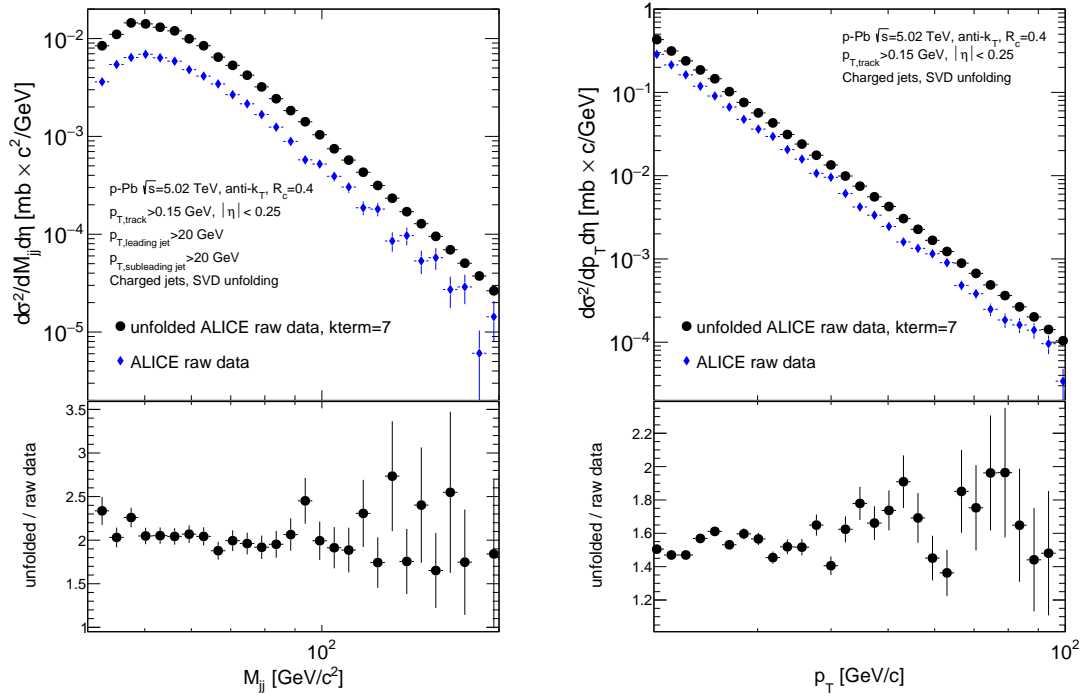 10⁻²
10⁻³
10⁻⁴
10⁻⁵
dσ²/dM_jj dη [mb × c²/GeV]
p-Pb √s=5.02 TeV, anti-k_T, R_c=0.4
p_T,track>0.15 GeV, |η|< 0.25
p_T,leading jet>20 GeV
p_T,subleading jet>20 GeV
Charged jets, SVD unfolding
unfolded ALICE raw data, kterm=7
ALICE raw data
3.5
3
2.5
2
1.5
1
unfolded / raw data
10²
M_jj [GeV/c²]
1
10⁻¹
10⁻²
10⁻³
10⁻⁴
dσ²/dp_T dη [mb × c/GeV]
p-Pb √s=5.02 TeV, anti-k_T, R_c=0.4
p_T,track>0.15 GeV, |η|< 0.25
Charged jets, SVD unfolding
unfolded ALICE raw data, kterm=7
ALICE raw data
2.2
2
1.8
1.6
1.4
1.2
unfolded / raw data
10²
p_T [GeV/c]